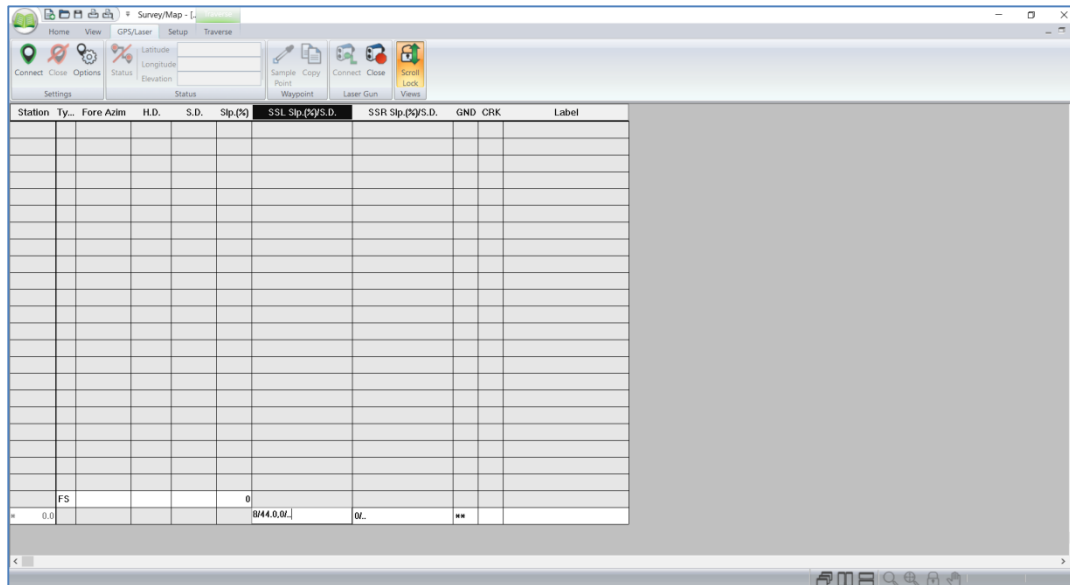 Survey/Map - [..
Home View GPS/Laser Setup Traverse
Connect Close Options Status
Latitude
Longitude
Elevation
Sample Point Copy Connect Close Scroll Lock
Settings Status Waypoint Laser Gun Views
Station Ty... Fore Azim H.D. S.D. Slp.(%) SSL Slp.(%)/S.D. SSR Slp.(%)/S.D. GND CRK Label
FS 0
* 0.0 8/44.0,0/.. 0/.. **